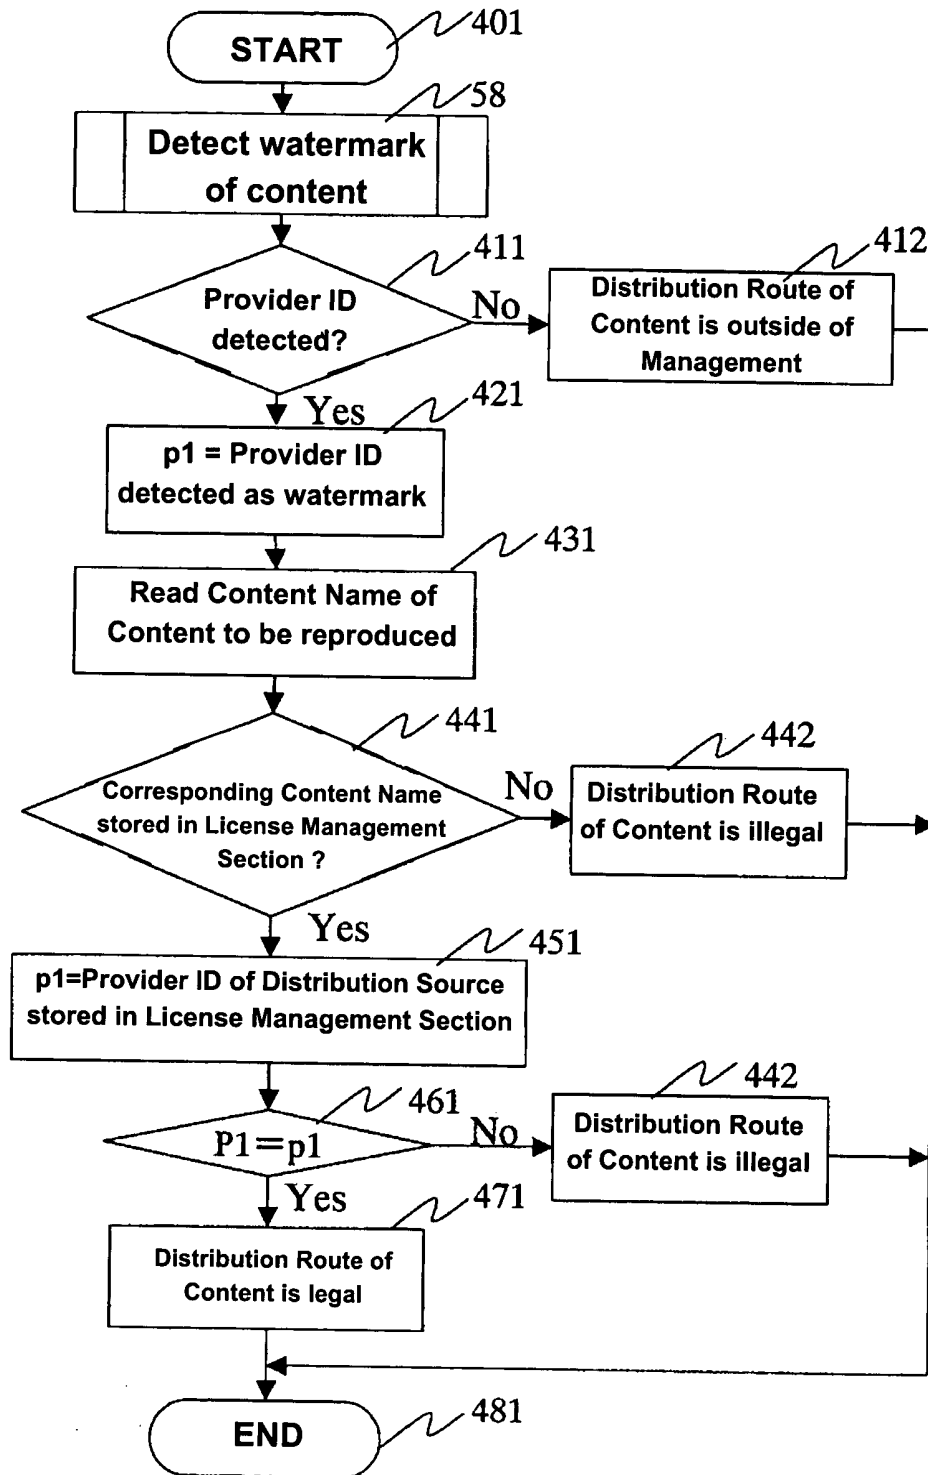 401
START
58
Detect watermark
of content
411
Provider ID
detected?
No
412
Distribution Route of
Content is outside of
Management
Yes
421
p1 = Provider ID
detected as watermark
431
Read Content Name of
Content to be reproduced
441
Corresponding Content Name
stored in License Management
Section ?
No
442
Distribution Route
of Content is illegal
Yes
451
p1=Provider ID of Distribution Source
stored in License Management Section
461
P1=p1
No
442
Distribution Route
of Content is illegal
Yes
471
Distribution Route of
Content is legal
END
481